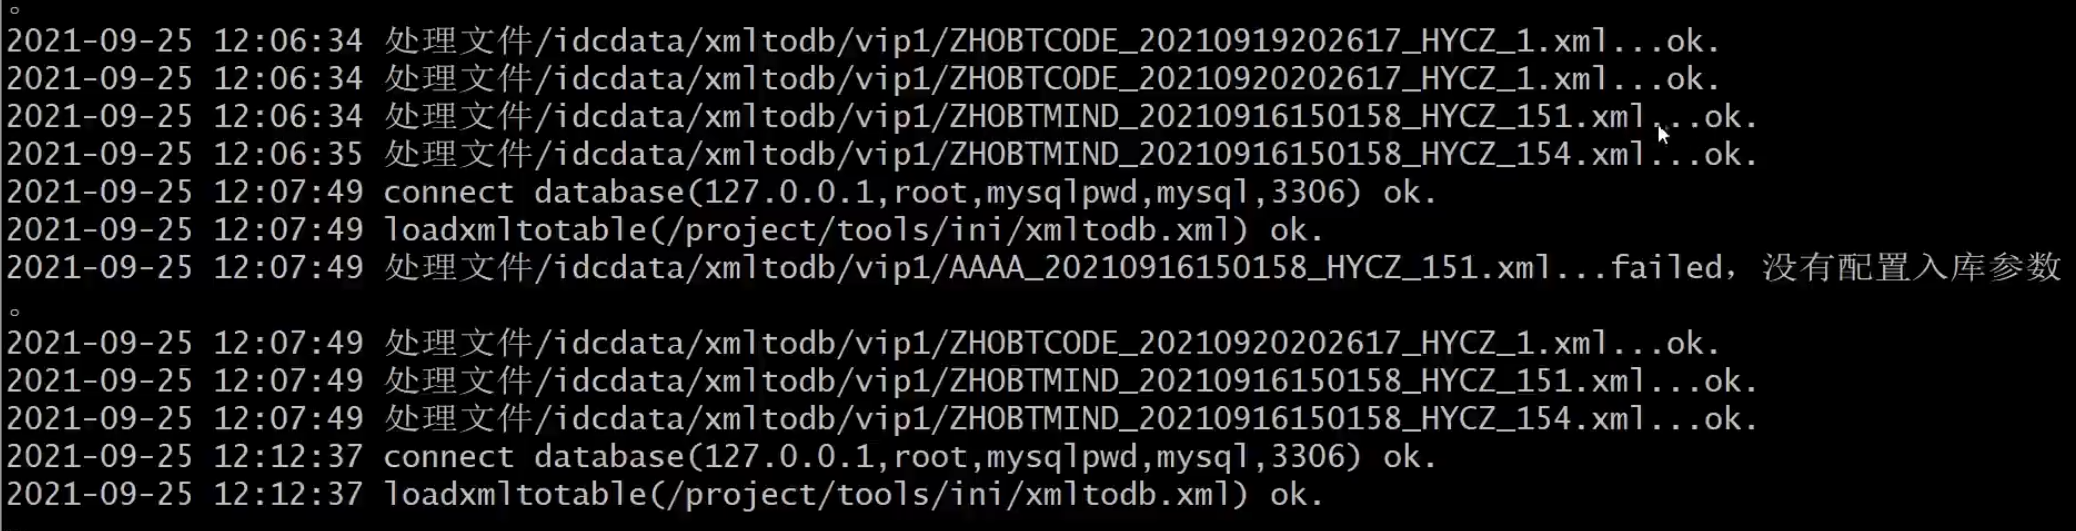 。
2021-09-25 12:06:34 处理文件/idcdata/xmltodb/vip1/ZHOBTCODE_20210919202617_HYCZ_1.xml...ok.
2021-09-25 12:06:34 处理文件/idcdata/xmltodb/vip1/ZHOBTCODE_20210920202617_HYCZ_1.xml...ok.
2021-09-25 12:06:34 处理文件/idcdata/xmltodb/vip1/ZHOBTMIND_20210916150158_HYCZ_151.xml...ok.
2021-09-25 12:06:35 处理文件/idcdata/xmltodb/vip1/ZHOBTMIND_20210916150158_HYCZ_154.xml...ok.
2021-09-25 12:07:49 connect database(127.0.0.1,root,mysqlpwd,mysql,3306) ok.
2021-09-25 12:07:49 loadxmltotable(/project/tools/ini/xmltodb.xml) ok.
2021-09-25 12:07:49 处理文件/idcdata/xmltodb/vip1/AAAA_20210916150158_HYCZ_151.xml...failed，没有配置入库参数
。
2021-09-25 12:07:49 处理文件/idcdata/xmltodb/vip1/ZHOBTCODE_20210920202617_HYCZ_1.xml...ok.
2021-09-25 12:07:49 处理文件/idcdata/xmltodb/vip1/ZHOBTMIND_20210916150158_HYCZ_151.xml...ok.
2021-09-25 12:07:49 处理文件/idcdata/xmltodb/vip1/ZHOBTMIND_20210916150158_HYCZ_154.xml...ok.
2021-09-25 12:12:37 connect database(127.0.0.1,root,mysqlpwd,mysql,3306) ok.
2021-09-25 12:12:37 loadxmltotable(/project/tools/ini/xmltodb.xml) ok.